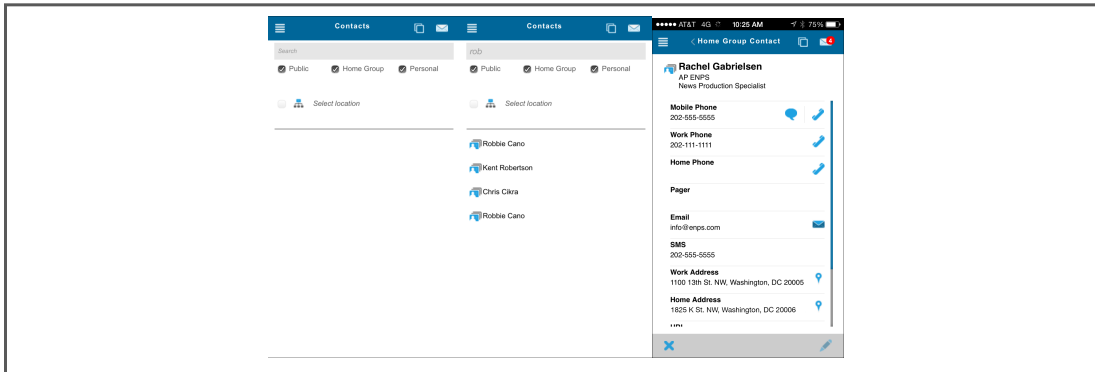 Contacts
Search
Public Home Group Personal
Select location
Contacts
rob
Public Home Group Personal
Select location
Robbie Cano
Kent Robertson
Chris Cikra
Robbie Cano
AT&T 4G 10:25 AM 75%
< Home Group Contact 4
Rachel Gabrielsen
AP ENPS
News Production Specialist
Mobile Phone
202-555-5555
Work Phone
202-111-1111
Home Phone
Pager
Email
info@enps.com
SMS
202-555-5555
Work Address
1100 13th St. NW, Washington, DC 20005
Home Address
1825 K St. NW, Washington, DC 20006